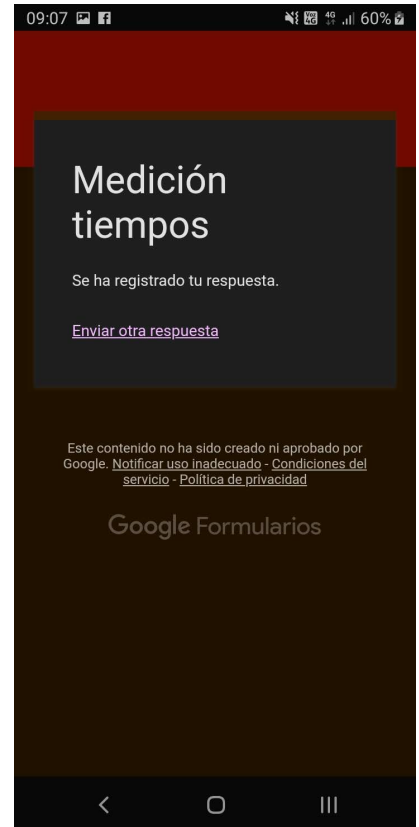 09:07 60%
Medición
tiempos
Se ha registrado tu respuesta.
Enviar otra respuesta
Este contenido no ha sido creado ni aprobado por
Google. Notificar uso inadecuado - Condiciones del
servicio - Política de privacidad
Google Formularios